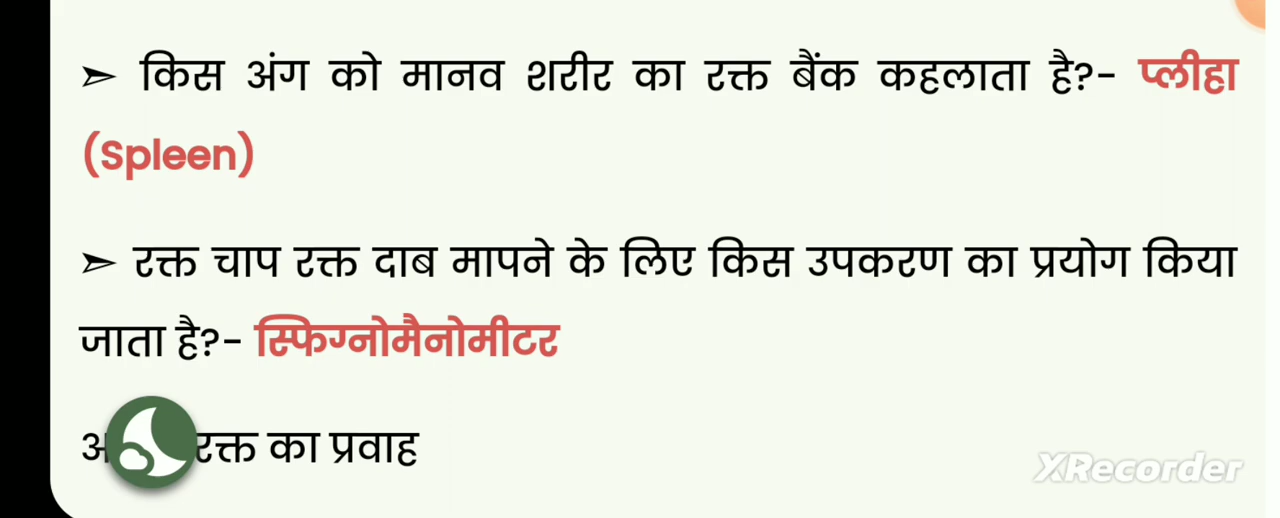 ➣ किस अंग को मानव शरीर का रक्त बैंक कहलाता है?- प्लीहा
(Spleen)
➣ रक्त चाप रक्त दाब मापने के लिए किस उपकरण का प्रयोग किया
जाता है?- स्फिग्नोमैनोमीटर
रक्त का प्रवाह
XRecorder